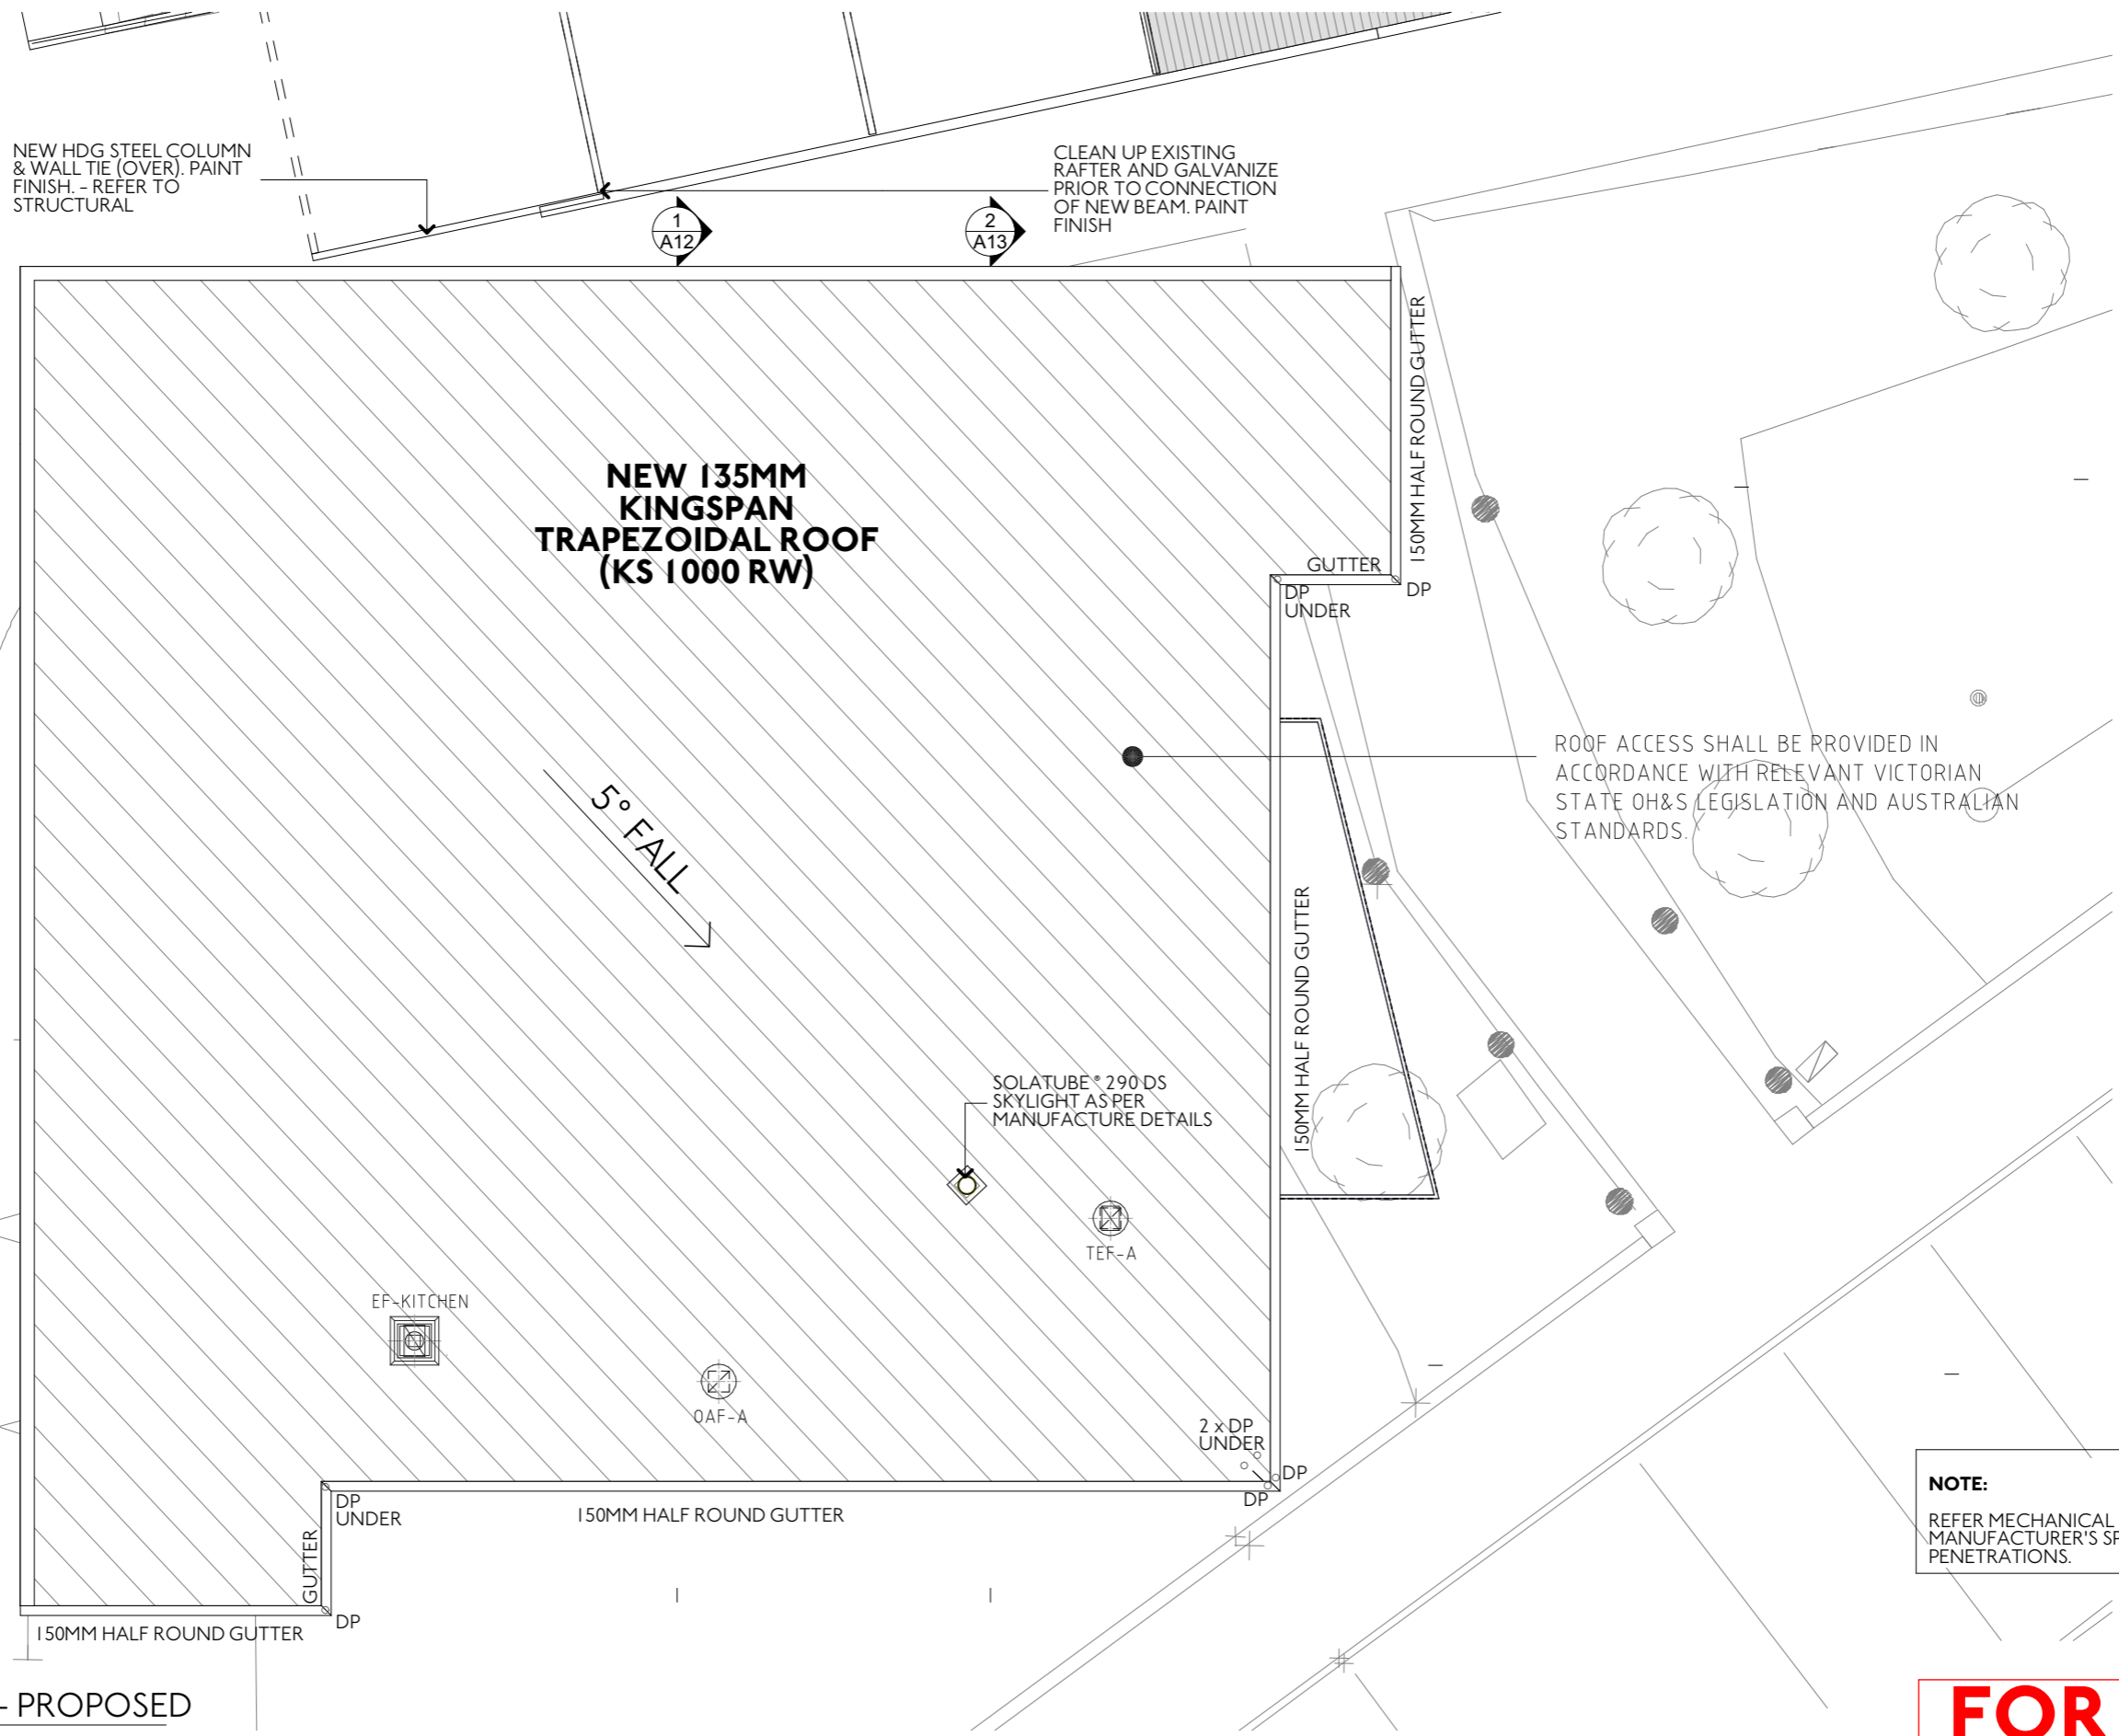 NEW HDG STEEL COLUMN
& WALL TIE (OVER). PAINT
FINISH. - REFER TO
STRUCTURAL
CLEAN UP EXISTING
RAFTER AND GALVANIZE
PRIOR TO CONNECTION
OF NEW BEAM. PAINT
FINISH
1
A12
2
A13
150MM HALF ROUND GUTTER
NEW 135MM
KINGSPAN
TRAPEZOIDAL ROOF
(KS 1000 RW)
GUTTER
DP
UNDER
DP
ROOF ACCESS SHALL BE PROVIDED IN
ACCORDANCE WITH RELEVANT VICTORIAN
STATE OH&S LEGISLATION AND AUSTRALIAN
STANDARDS.
5° FALL
150MM HALF ROUND GUTTER
SOLATUBE® 290 DS
SKYLIGHT AS PER
MANUFACTURE DETAILS
TEF-A
EF-KITCHEN
OAF-A
2 x DP
UNDER
DP
DP
DP
UNDER
150MM HALF ROUND GUTTER
GUTTER
DP
150MM HALF ROUND GUTTER
NOTE:
REFER MECHANICAL
MANUFACTURER'S SP
PENETRATIONS.
- PROPOSED
FOR